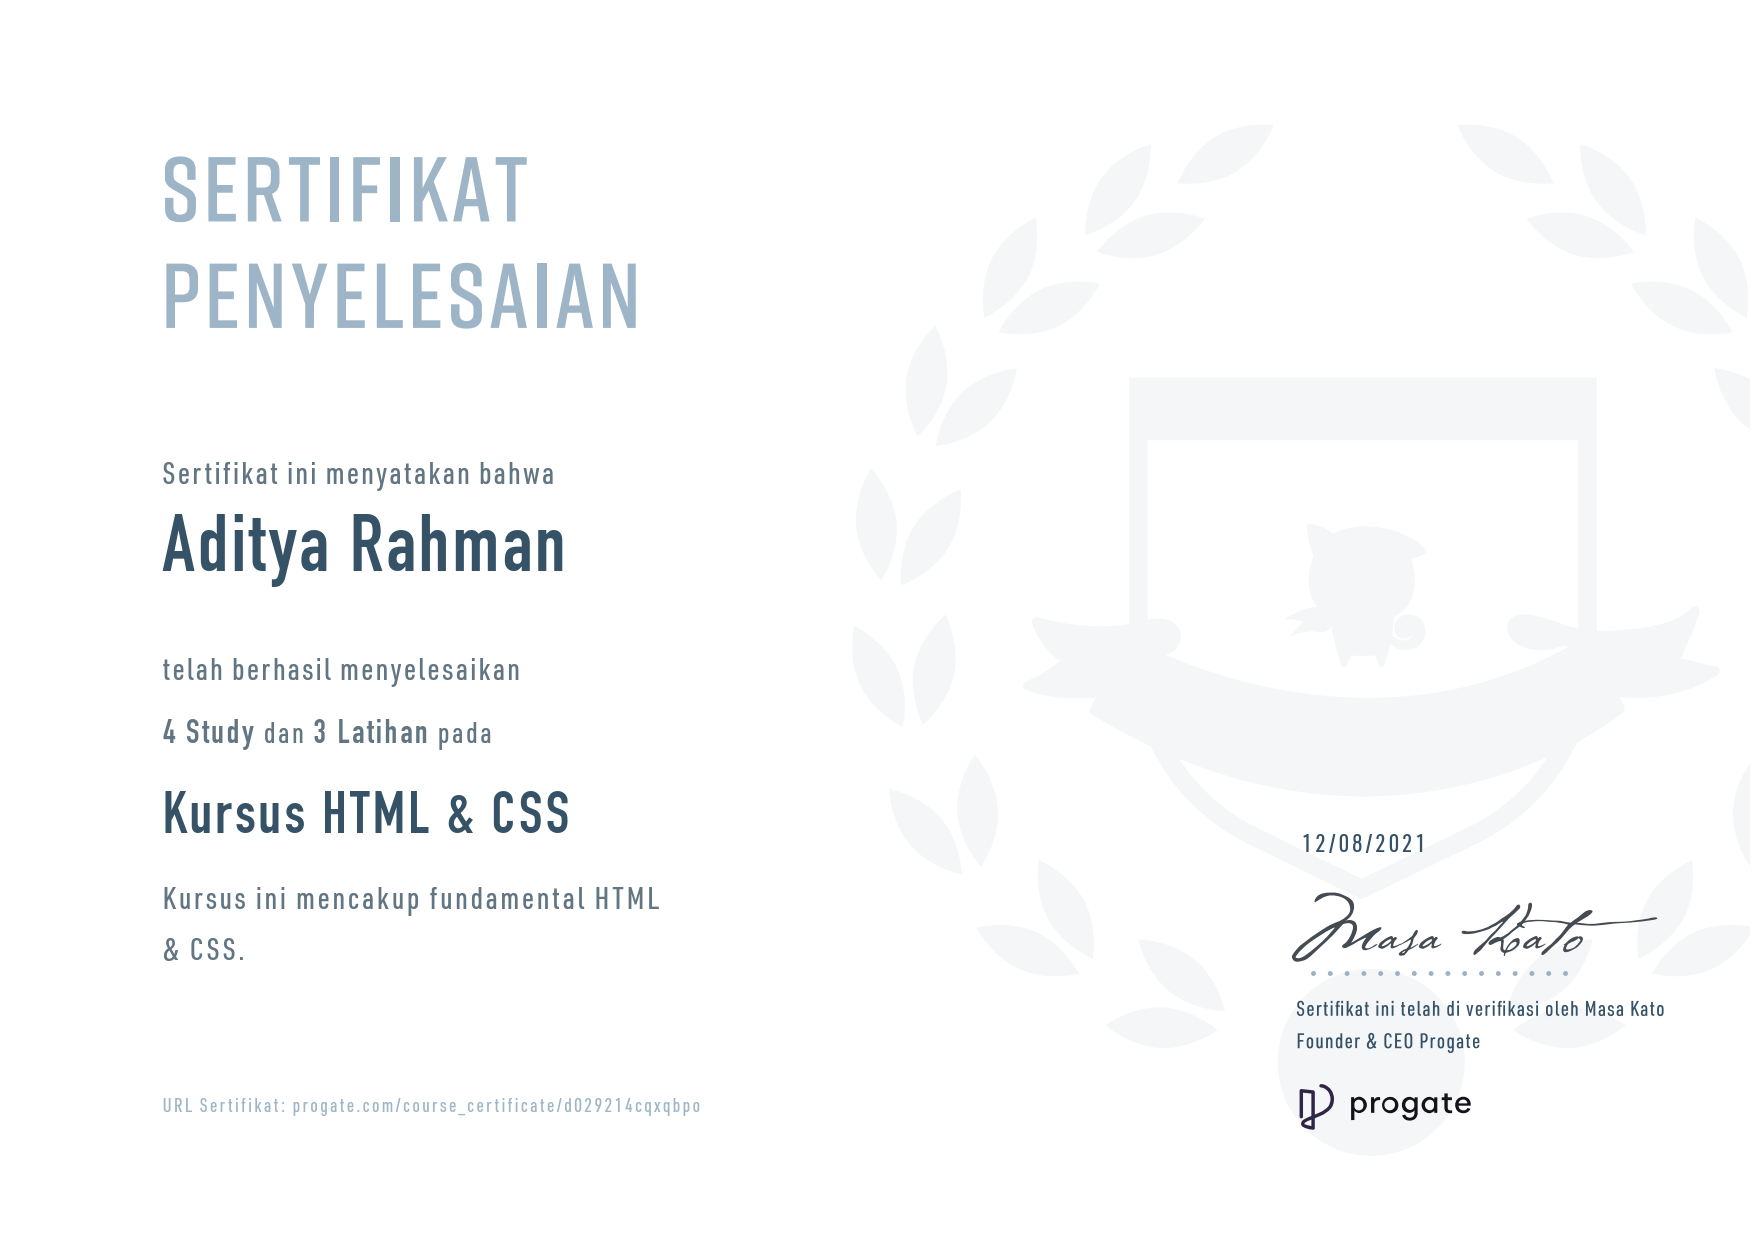 SERTIFIKAT
PENYELESAIAN
Sertifikat ini menyatakan bahwa
Aditya Rahman
telah berhasil menyelesaikan
4 Study dan 3 Latihan pada
Kursus HTML & CSS
Kursus ini mencakup fundamental HTML
& CSS.
URL Sertifikat: progate.com/course_certificate/d029214cqxqbpo
12/08/2021
Masa Kato
Sertifikat ini telah di verifikasi oleh Masa Kato
Founder & CEO Progate
progate